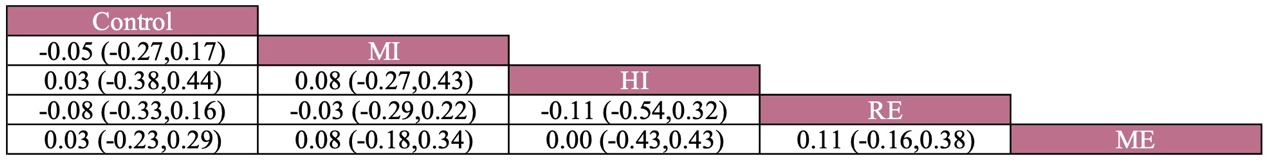 Control
-0.05 (-0.27,0.17) MI
0.03 (-0.38,0.44) 0.08 (-0.27,0.43) HI
-0.08 (-0.33,0.16) -0.03 (-0.29,0.22) -0.11 (-0.54,0.32) RE
0.03 (-0.23,0.29) 0.08 (-0.18,0.34) 0.00 (-0.43,0.43) 0.11 (-0.16,0.38) ME